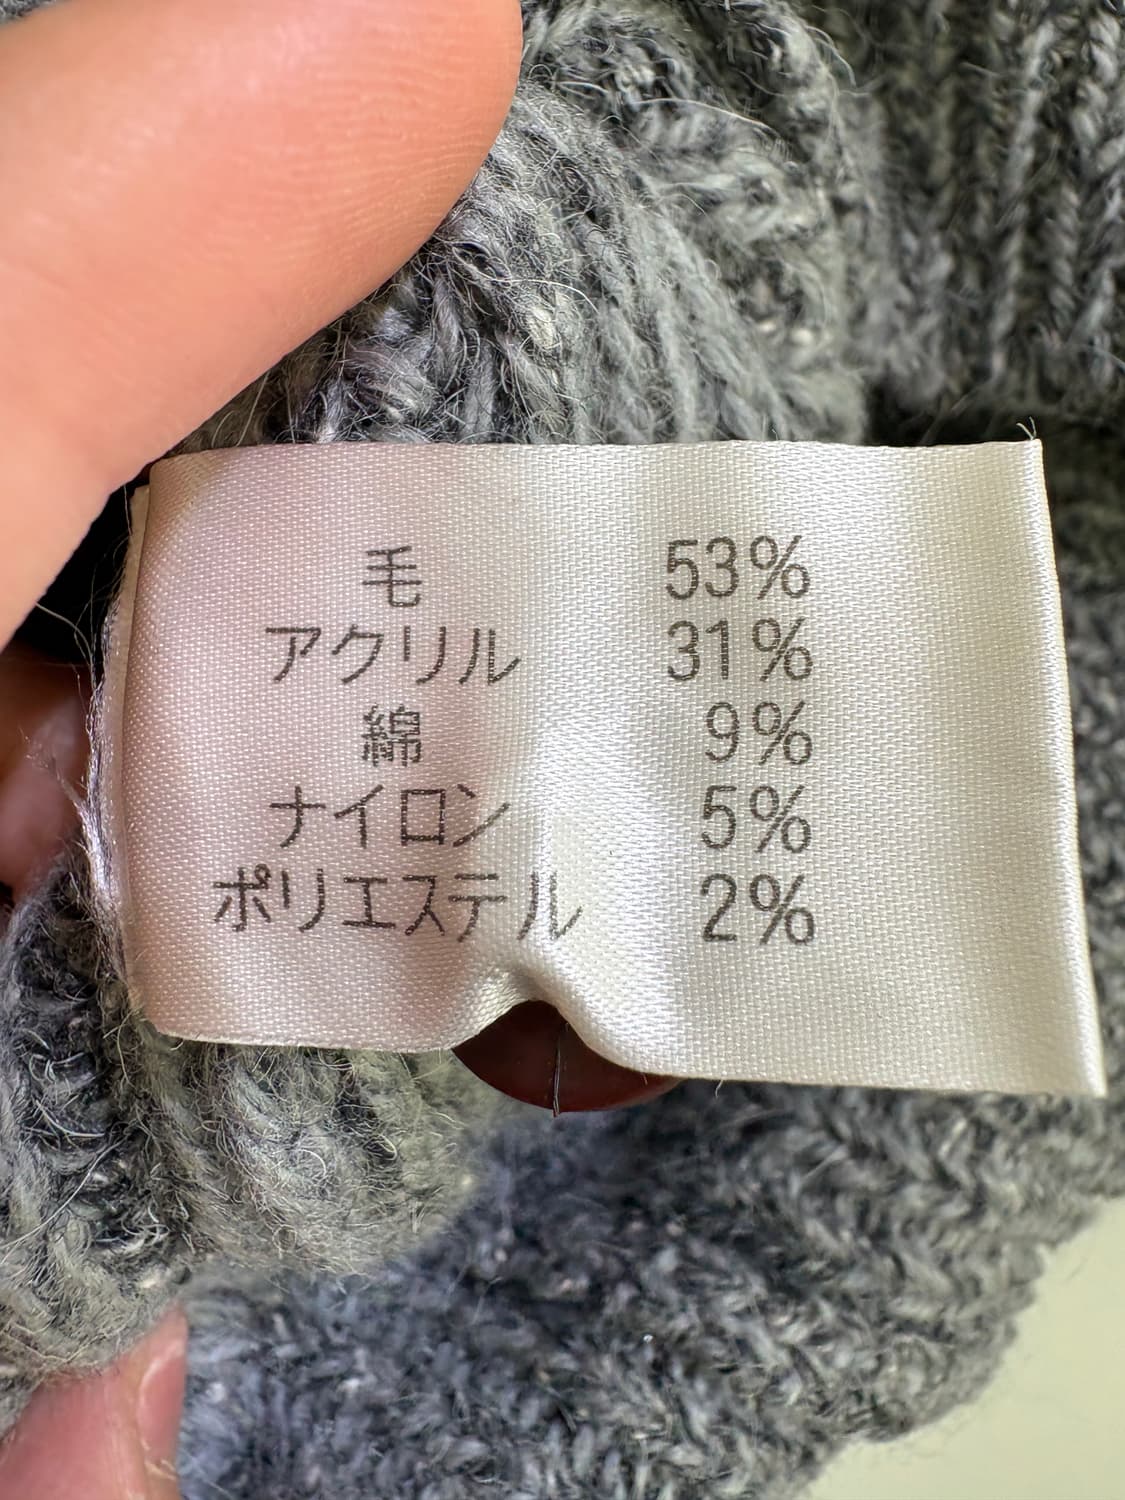 毛 53%
アクリル 31%
綿 9%
ナイロン 5%
ポリエステル 2%